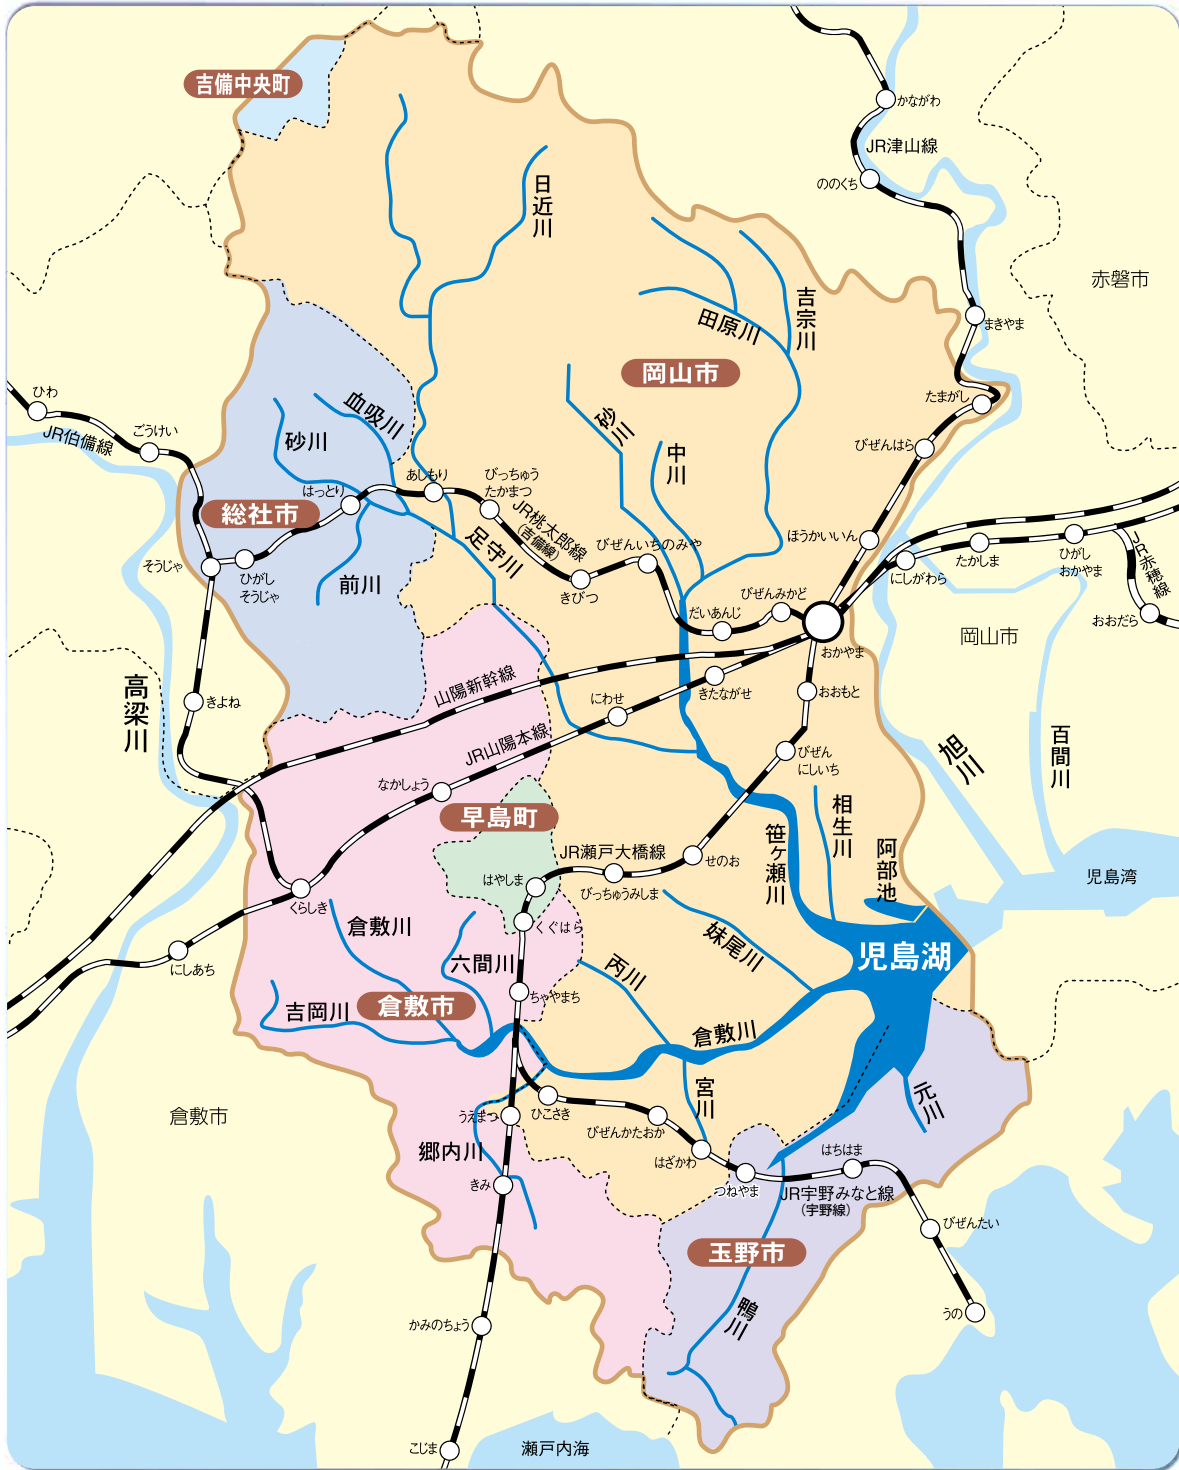 吉備中央町
かながわ
JR津山線
ののくち
日近川
赤磐市
吉宗川
田原川
まきやま
岡山市
ひわ
JR伯備線
ごうけい
血吸川
砂川
砂川
中川
たまがし
びぜんはら
はっとり
あしもり
びっちゅう
たかまつ
総社市
JR桃太郎線
(吉備線)
足守川
びぜんいちのみや
ほうかいいん
にしがわら
たかしま
ひがし
おかやま
JR赤穂線
そうじゃ
ひがし
そうじゃ
前川
きびつ
だいあんじ
びぜんみかど
おおだら
岡山市
おかやま
高梁川
きよね
山陽新幹線
にわせ
きたながせ
おおもと
JR山陽本線
なかしょう
びぜん
にしいち
旭川
百間川
早島町
笹ヶ瀬川
相生川
阿部池
JR瀬戸大橋線
せのお
はやしま
びっちゅうみしま
児島湾
くらしき
倉敷川
くぐはら
六間川
妹尾川
児島湖
にしあち
丙川
ちゃやまち
吉岡川
倉敷市
倉敷川
宮川
元川
倉敷市
うえまつ
ひこさき
びぜんかたおか
郷内川
はざかわ
はちはま
きみ
つねやま
JR宇野みなと線
(宇野線)
びぜんたい
玉野市
鴨川
うの
かみのちょう
こじま
瀬戸内海